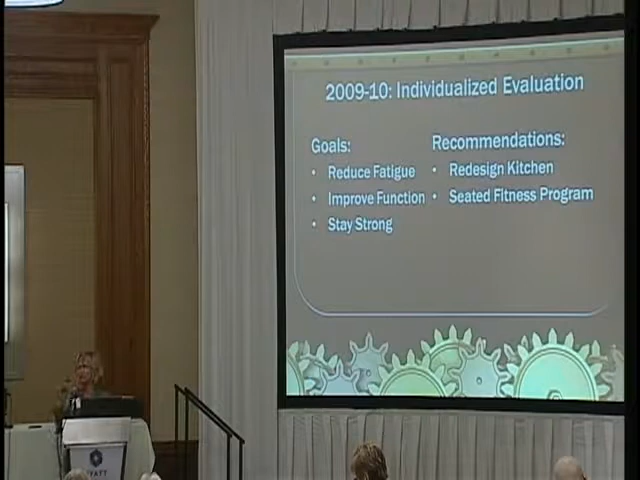 2009-10: Individualized Evaluation
Goals:
• Reduce Fatigue
• Improve Function
• Stay Strong
Recommendations:
• Redesign Kitchen
• Seated Fitness Program